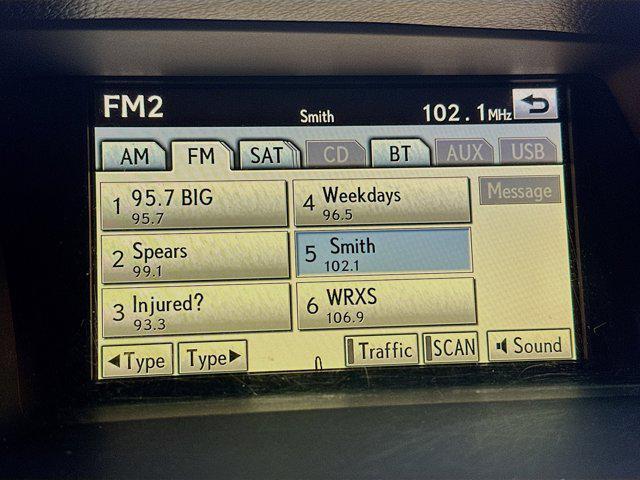 FM2 Smith 102.1MHz
AM FM SAT CD BT AUX USB
1 95.7 BIG
95.7
4 Weekdays
96.5
Message
2 Spears
99.1
5 Smith
102.1
3 Injured?
93.3
6 WRXS
106.9
◀Type Type▶ Traffic SCAN Sound